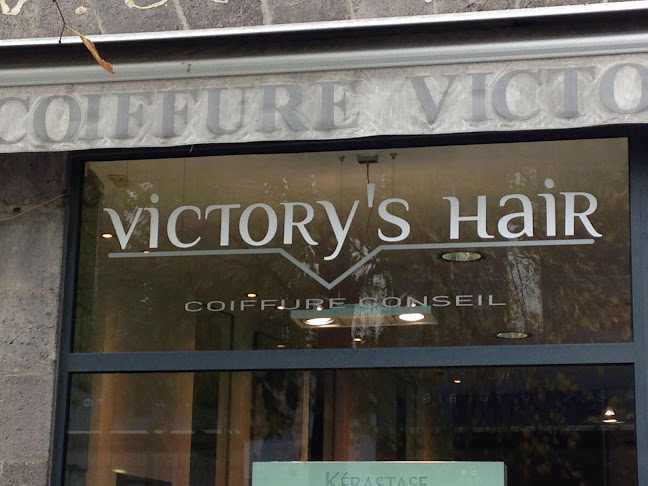 COIFFURE VICTO
VICTORY'S HAIR
COIFFURE CONSEIL
KÉRASTASE